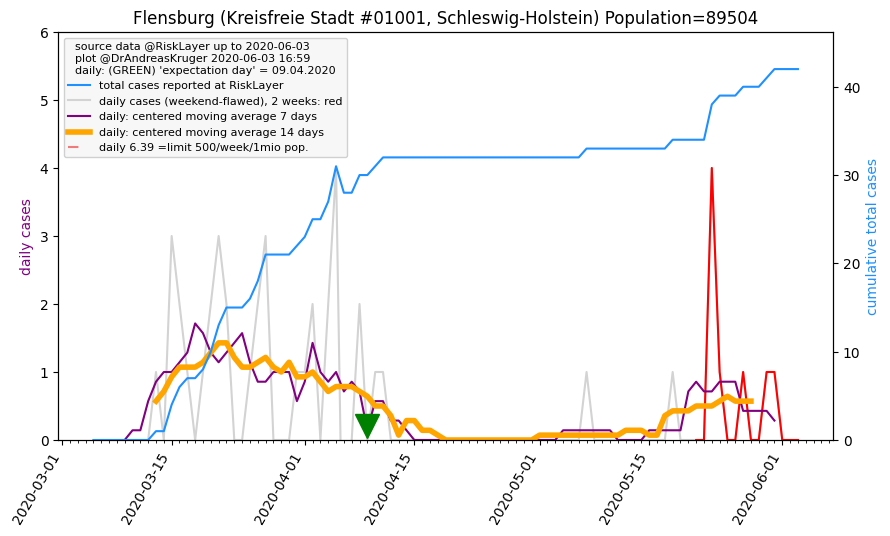 Flensburg (Kreisfreie Stadt #01001, Schleswig-Holstein) Population=89504
source data @RiskLayer up to 2020-06-03
plot @DrAndreasKruger 2020-06-03 16:59
daily: (GREEN) 'expectation day' = 09.04.2020
total cases reported at RiskLayer
daily cases (weekend-flawed), 2 weeks: red
daily: centered moving average 7 days
daily: centered moving average 14 days
daily 6.39 =limit 500/week/1mio pop.
daily cases
6
5
4
3
2
1
0
cumulative total cases
40
30
20
10
0
2020-03-01
2020-03-15
2020-04-01
2020-04-15
2020-05-01
2020-05-15
2020-06-01